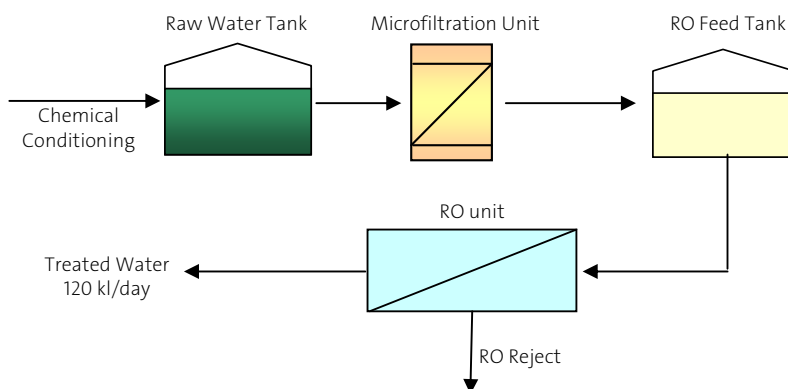 Raw Water Tank
Microfiltration Unit
RO Feed Tank
Chemical
Conditioning
RO unit
Treated Water
120 kl/day
RO Reject